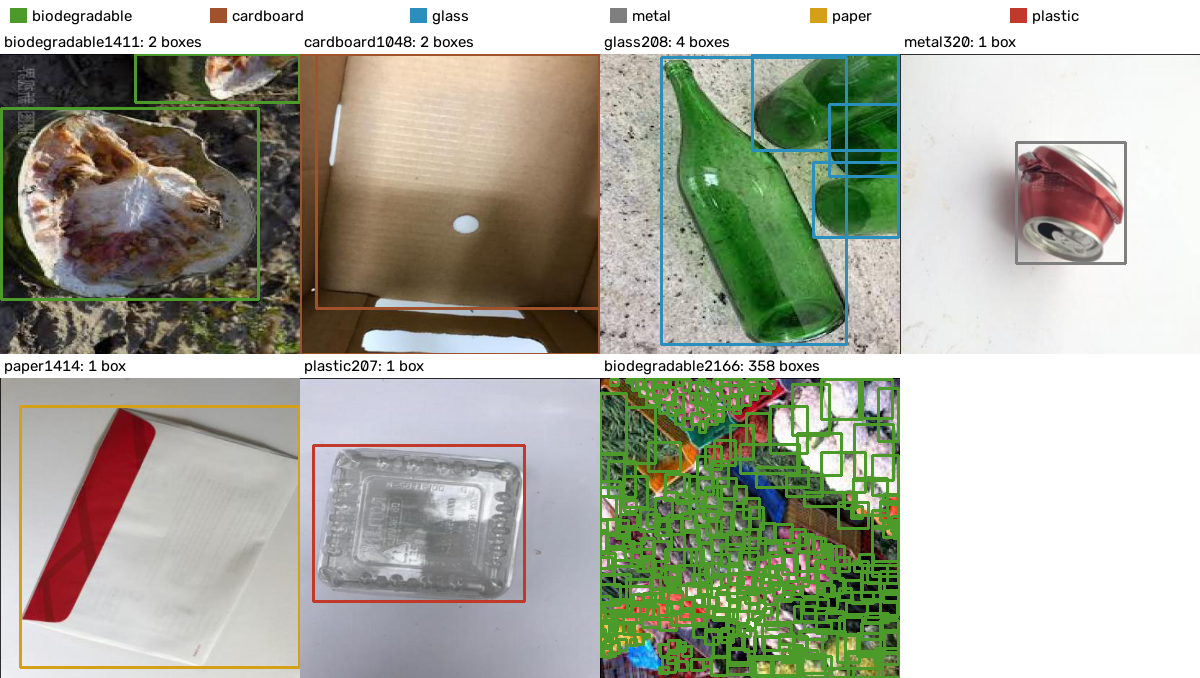 biodegradable
cardboard
glass
metal
paper
plastic
biodegradable1411: 2 boxes
cardboard1048: 2 boxes
glass208: 4 boxes
metal320: 1 box
paper1414: 1 box
plastic207: 1 box
biodegradable2166: 358 boxes